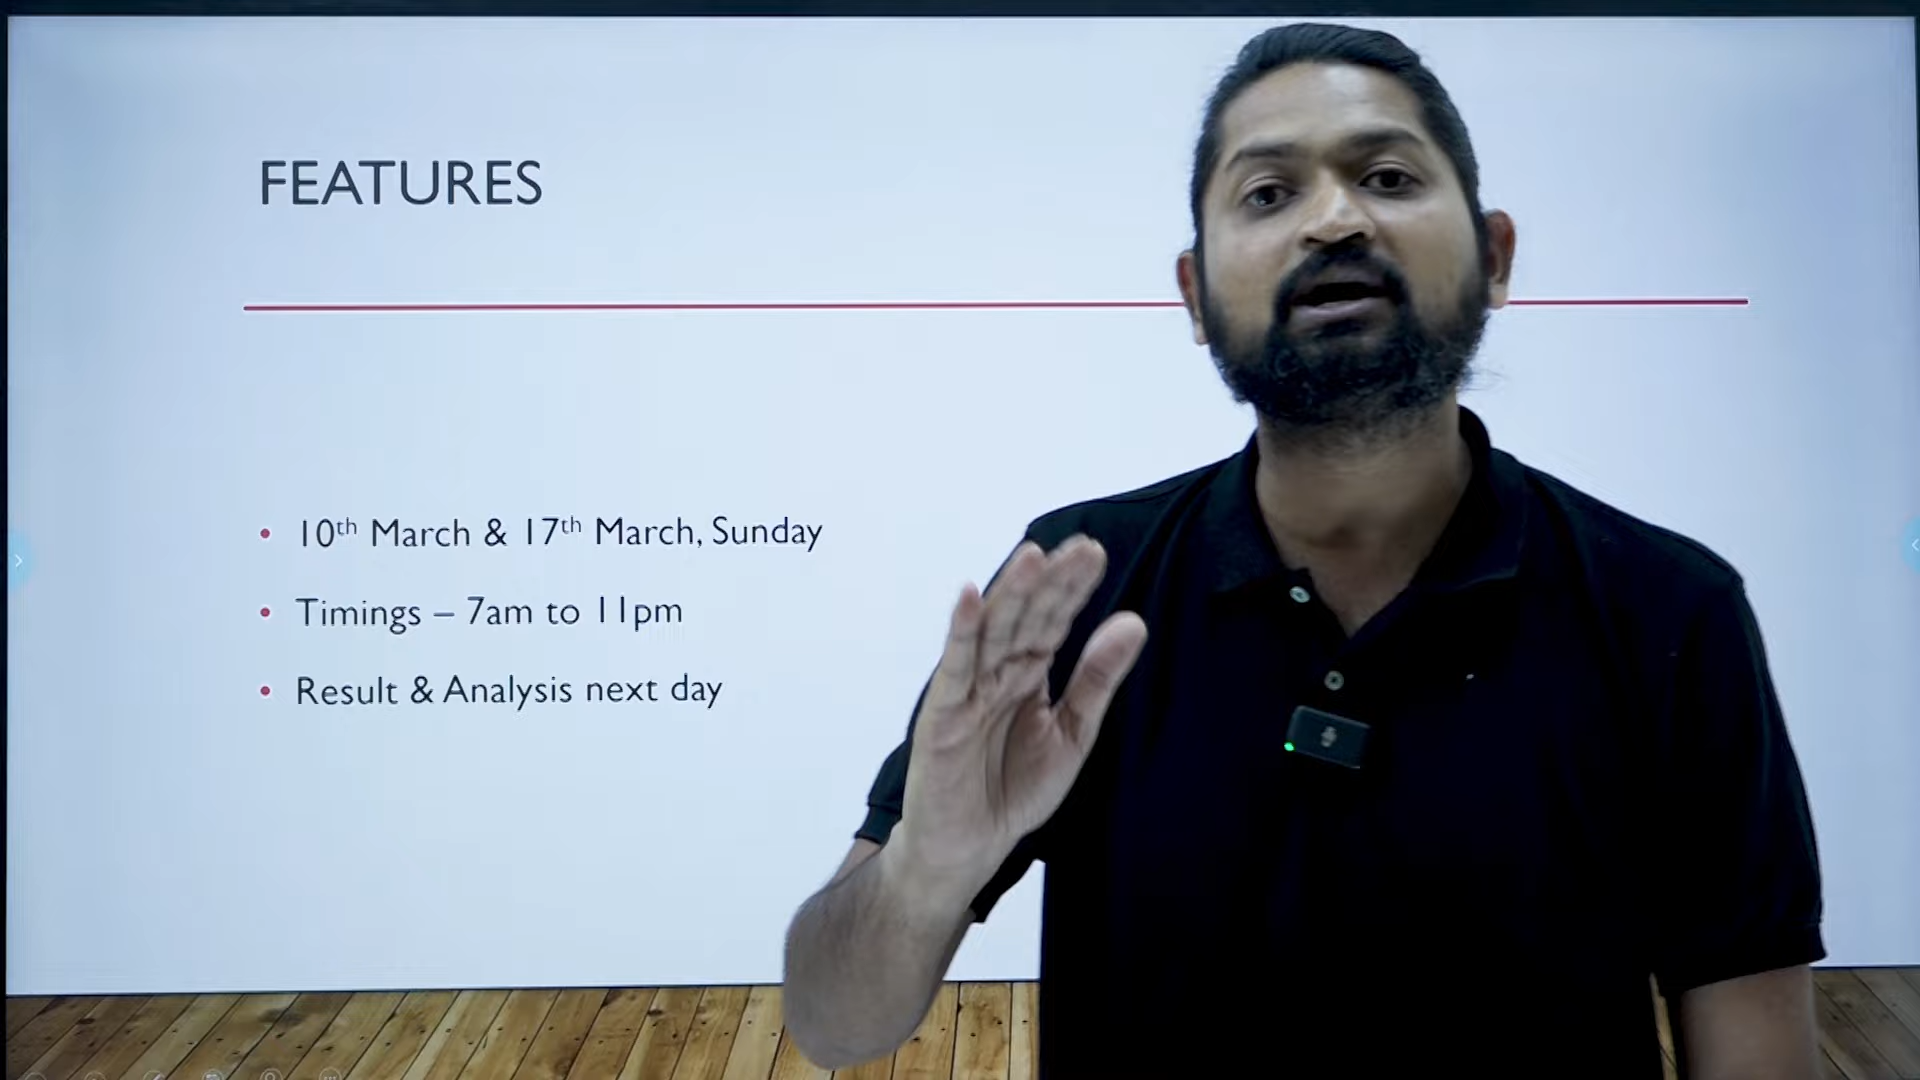 FEATURES
• 10th March & 17th March, Sunday
• Timings – 7am to 11pm
• Result & Analysis next day